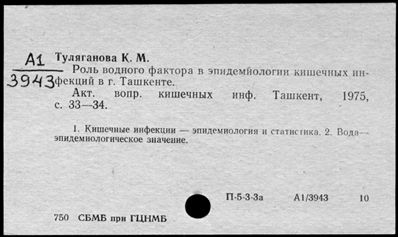 А1
3943
Туляганова К. М.
Роль водного фактора в эпидемиологии кишечных ин-
фекций в г. Ташкенте.
Акт. вопр. кишечных инф. Ташкент, 1975,
с. 33—34.
1. Кишечные инфекции — эпидемиология и статистика. 2. Вода—
эпидемиологическое значение.
П-5-3-3а А1/3943 10
750 СБМБ при ГЦНМБ